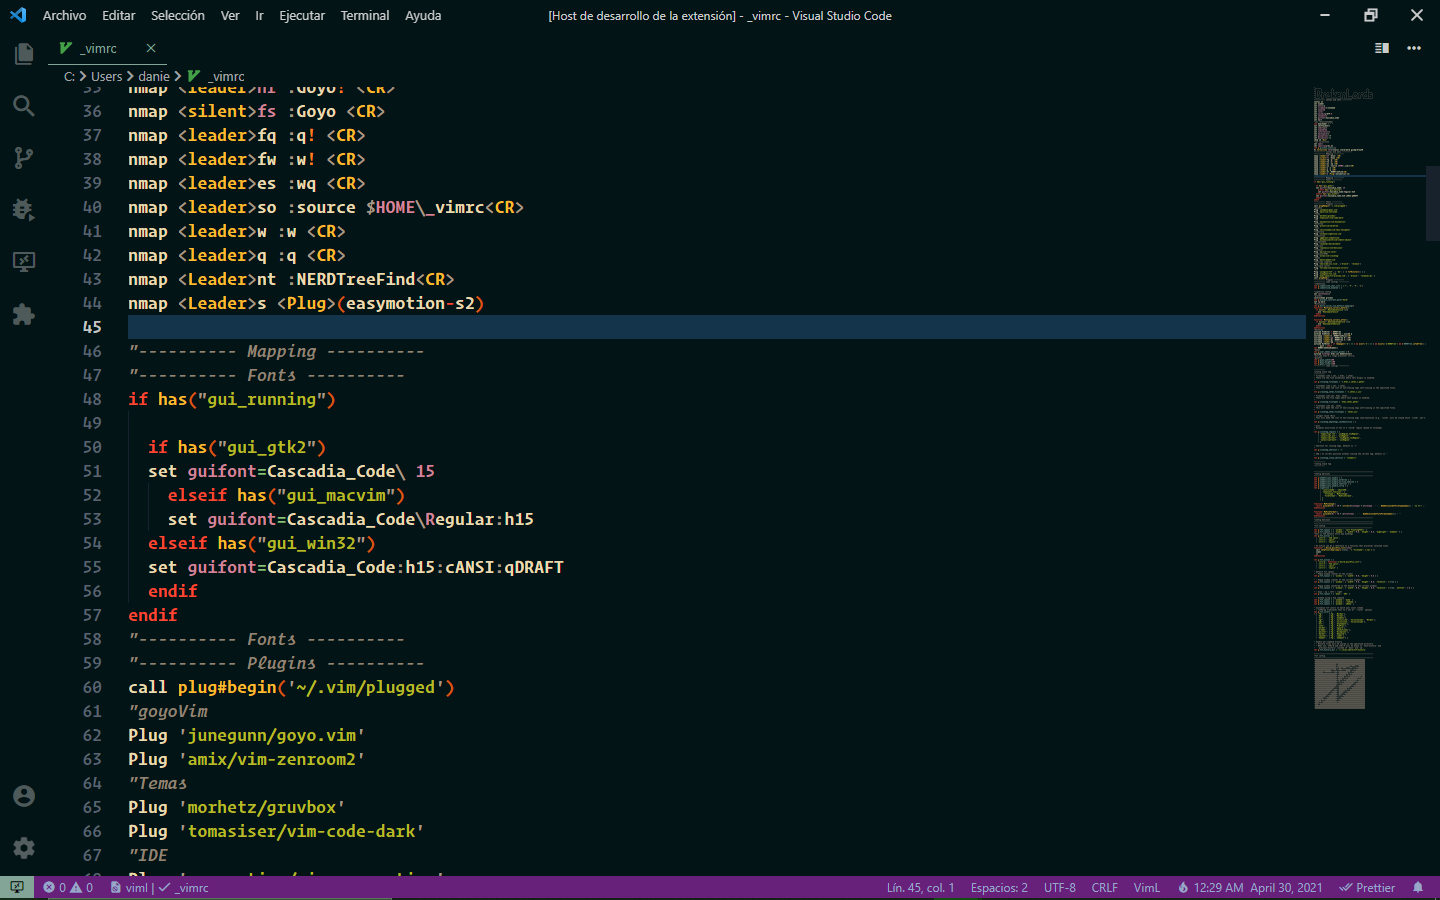 Archivo Editar Selección Ver Ir Ejecutar Terminal Ayuda [Host de desarrollo de la extensión] - _vimrc - Visual Studio Code
_vimrc
C: > Users > danie > _vimrc
35 nmap <leader>nl :Goyo! <CR>
36 nmap <silent>fs :Goyo <CR>
37 nmap <leader>fq :q! <CR>
38 nmap <leader>fw :w! <CR>
39 nmap <leader>es :wq <CR>
40 nmap <leader>so :source $HOME\_vimrc<CR>
41 nmap <leader>w :w <CR>
42 nmap <leader>q :q <CR>
43 nmap <Leader>nt :NERDTreeFind<CR>
44 nmap <Leader>s <Plug>(easymotion-s2)
45
46 "---------- Mapping ----------
47 "---------- Fonts ----------
48 if has("gui_running")
49
50 if has("gui_gtk2")
51 set guifont=Cascadia_Code\ 15
52 elseif has("gui_macvim")
53 set guifont=Cascadia_Code\Regular:h15
54 elseif has("gui_win32")
55 set guifont=Cascadia_Code:h15:cANSI:qDRAFT
56 endif
57 endif
58 "---------- Fonts ----------
59 "---------- Plugins ----------
60 call plug#begin('~/.vim/plugged')
61 "goyoVim
62 Plug 'junegunn/goyo.vim'
63 Plug 'amix/vim-zenroom2'
64 "Temas
65 Plug 'morhetz/gruvbox'
66 Plug 'tomasiser/vim-code-dark'
67 "IDE
0 0 viml | _vimrc Lín. 45, col. 1 Espacios: 2 UTF-8 CRLF VimL 12:29 AM April 30, 2021 Prettier